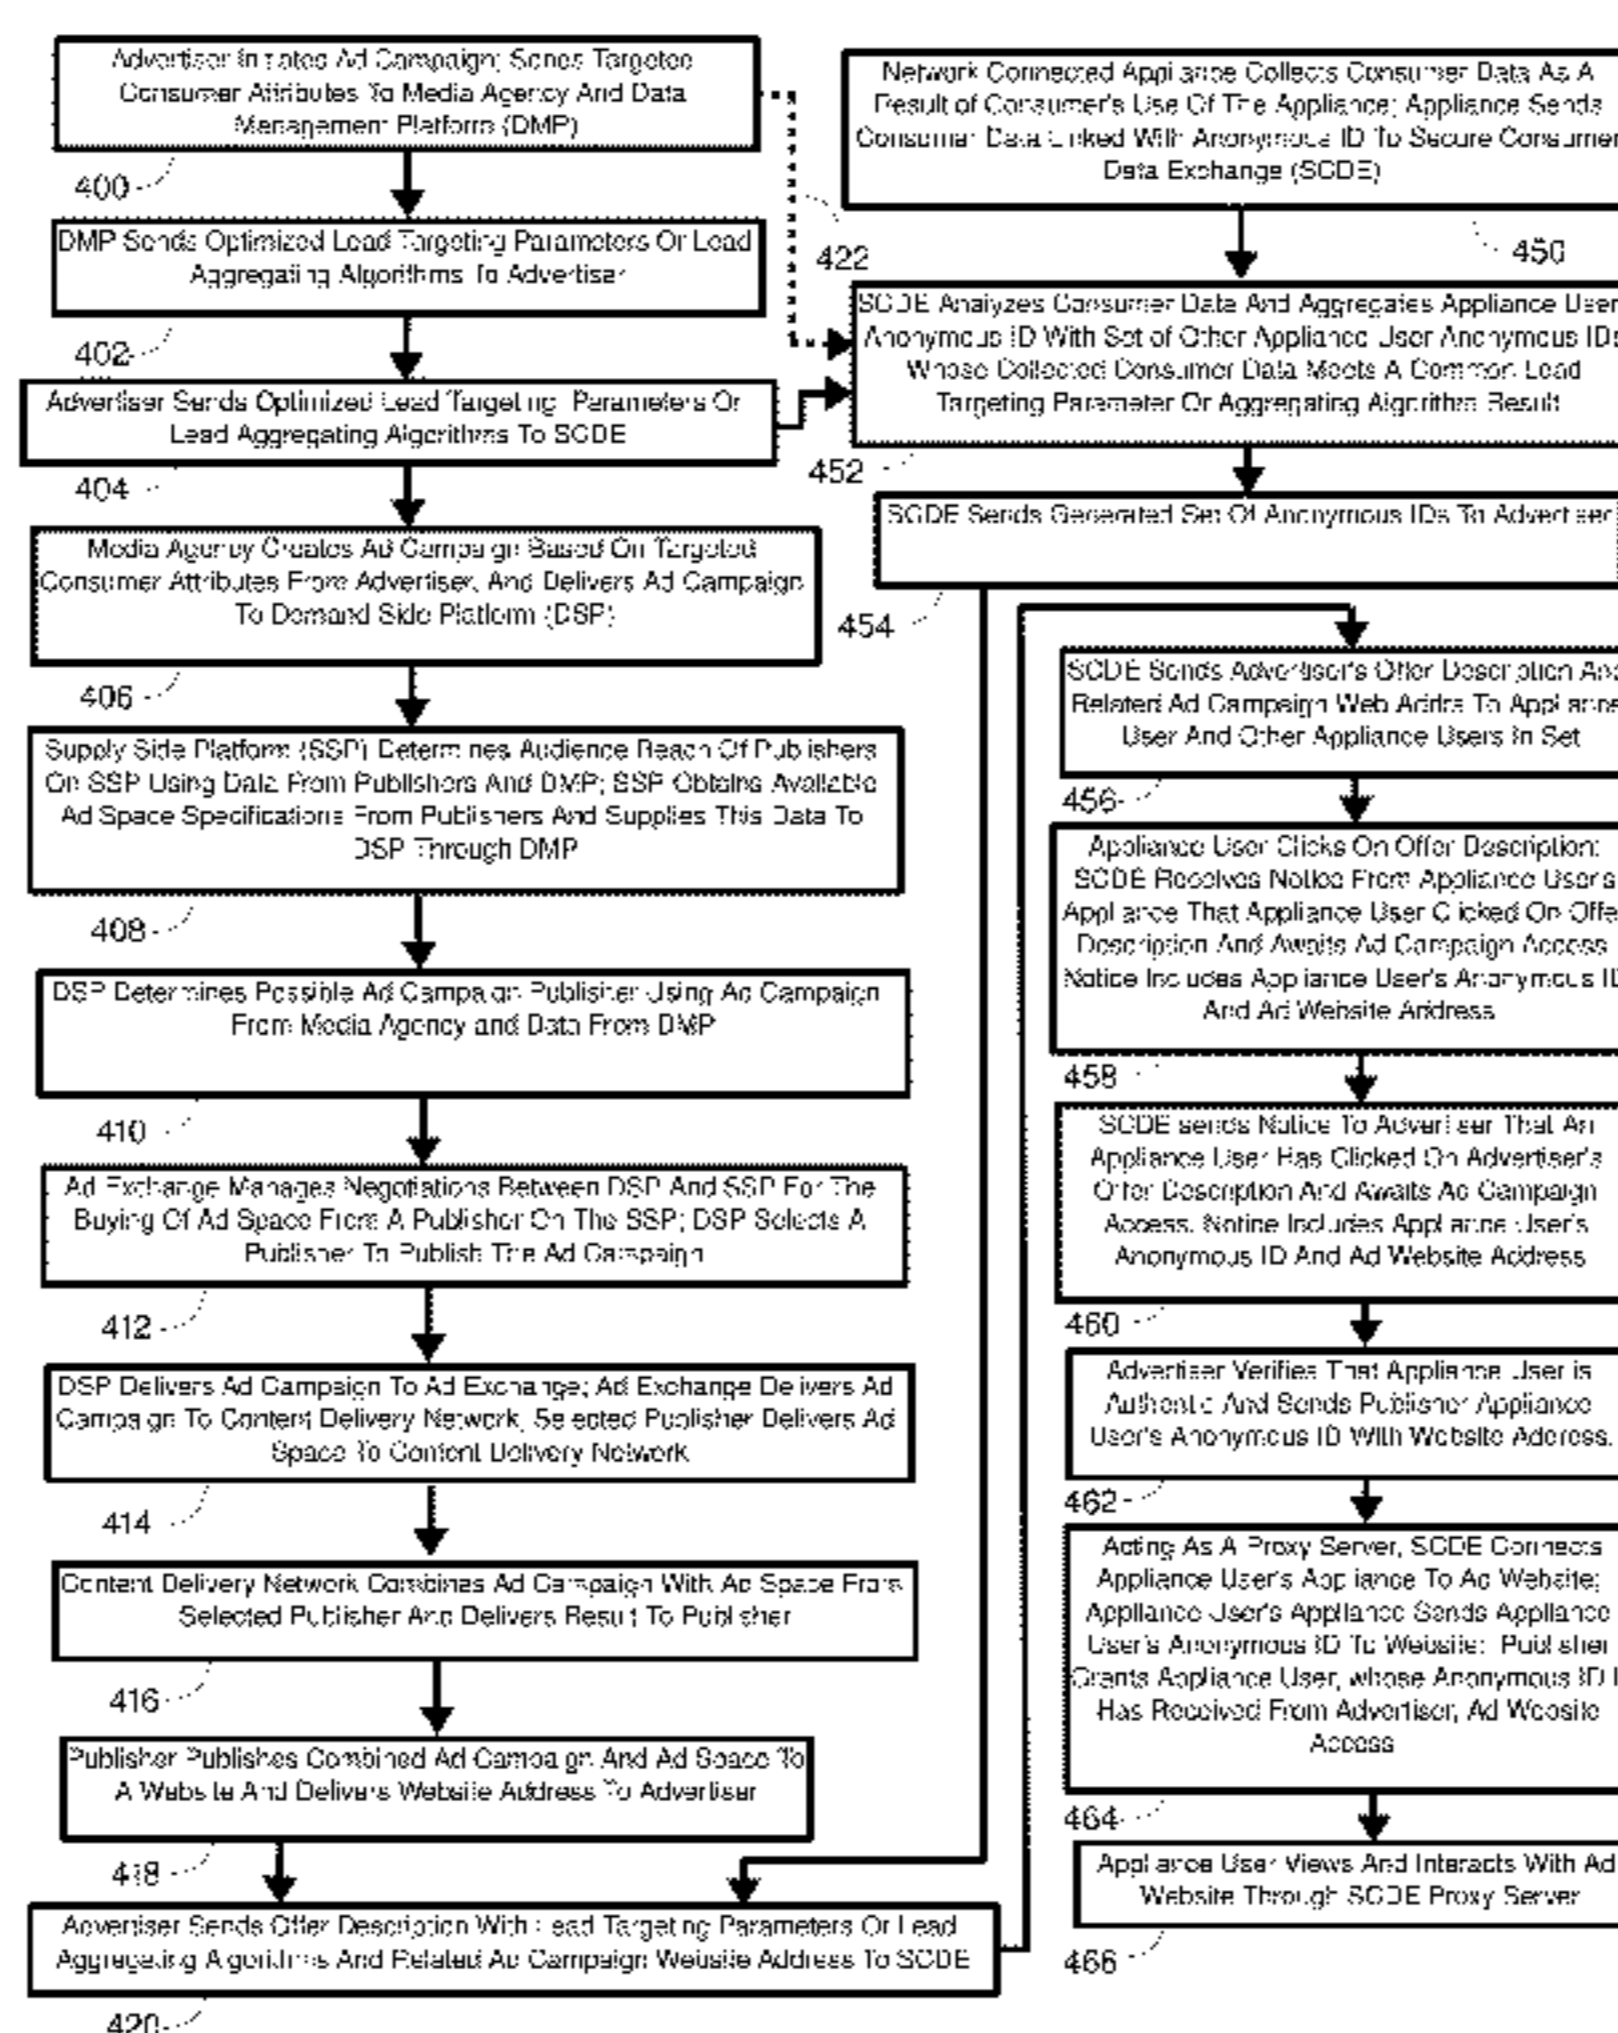 Advertiser Initiates Ad Campaign; Sends Targeted
Consumer Attributes To Media Agency And Data
Management Platform (DMP)
400
DMP Sends Optimized Lead Targeting Parameters Or Lead
Aggregating Algorithms To Advertiser
402
Advertiser Sends Optimized Lead Targeting Parameters Or
Lead Aggregating Algorithms To SCDE
404
Media Agency Creates Ad Campaign Based On Targeted
Consumer Attributes From Advertiser, And Delivers Ad Campaign
To Demand Side Platform (DSP)
406
Supply Side Platform (SSP) Determines Audience Reach Of Publishers
On SSP Using Data From Publishers And DMP; SSP Obtains Available
Ad Space Specifications From Publishers And Supplies This Data To
DSP Through DMP
408
DSP Determines Possible Ad Campaign Publisher Using Ad Campaign
From Media Agency and Data From DMP
410
Ad Exchange Manages Negotiations Between DSP And SSP For The
Buying Of Ad Space From A Publisher On The SSP; DSP Selects A
Publisher To Publish The Ad Campaign
412
DSP Delivers Ad Campaign To Ad Exchange; Ad Exchange Delivers Ad
Campaign To Content Delivery Network, Selected Publisher Delivers Ad
Space To Content Delivery Network
414
Content Delivery Network Combines Ad Campaign With Ad Space From
Selected Publisher And Delivers Result To Publisher
416
Publisher Publishes Combined Ad Campaign And Ad Space To
A Website And Delivers Website Address To Advertiser
418
Advertiser Sends Offer Description With Lead Targeting Parameters Or Lead
Aggregating Algorithms And Related Ad Campaign Website Address To SCDE
420
422
Network Connected Appliance Collects Consumer Data As A
Result of Consumer's Use Of The Appliance; Appliance Sends
Consumer Data Linked With Anonymous ID To Secure Consumer
Data Exchange (SCDE)
450
SCDE Analyzes Consumer Data And Aggregates Appliance User
Anonymous ID With Set of Other Appliance User Anonymous IDs
Whose Collected Consumer Data Meets A Common Lead
Targeting Parameter Or Aggregating Algorithm Result
452
SCDE Sends Generated Set Of Anonymous IDs To Advertiser
454
SCDE Sends Advertiser's Offer Description And
Related Ad Campaign Web Addrs To Appliance
User And Other Appliance Users In Set
456
Appliance User Clicks On Offer Description;
SCDE Receives Notice From Appliance User's
Appliance That Appliance User Clicked On Offe
Description And Awaits Ad Campaign Access
Notice Includes Appliance User's Anonymous ID
And Ad Website Address
458
SCDE sends Notice To Advertiser That An
Appliance User Has Clicked On Advertiser's
Offer Description And Awaits Ad Campaign
Access. Notice Includes Appliance User's
Anonymous ID And Ad Website Address
460
Advertiser Verifies That Appliance User is
Authentic And Sends Publisher Appliance
User's Anonymous ID With Website Address.
462
Acting As A Proxy Server, SCDE Connects
Appliance User's Appliance To Ad Website;
Appliance User's Appliance Sends Appliance
User's Anonymous ID To Website; Publisher
Grants Appliance User, whose Anonymous ID
Has Received From Advertiser, Ad Website
Access
464
Appliance User Views And Interacts With Ad
Website Through SCDE Proxy Server
466